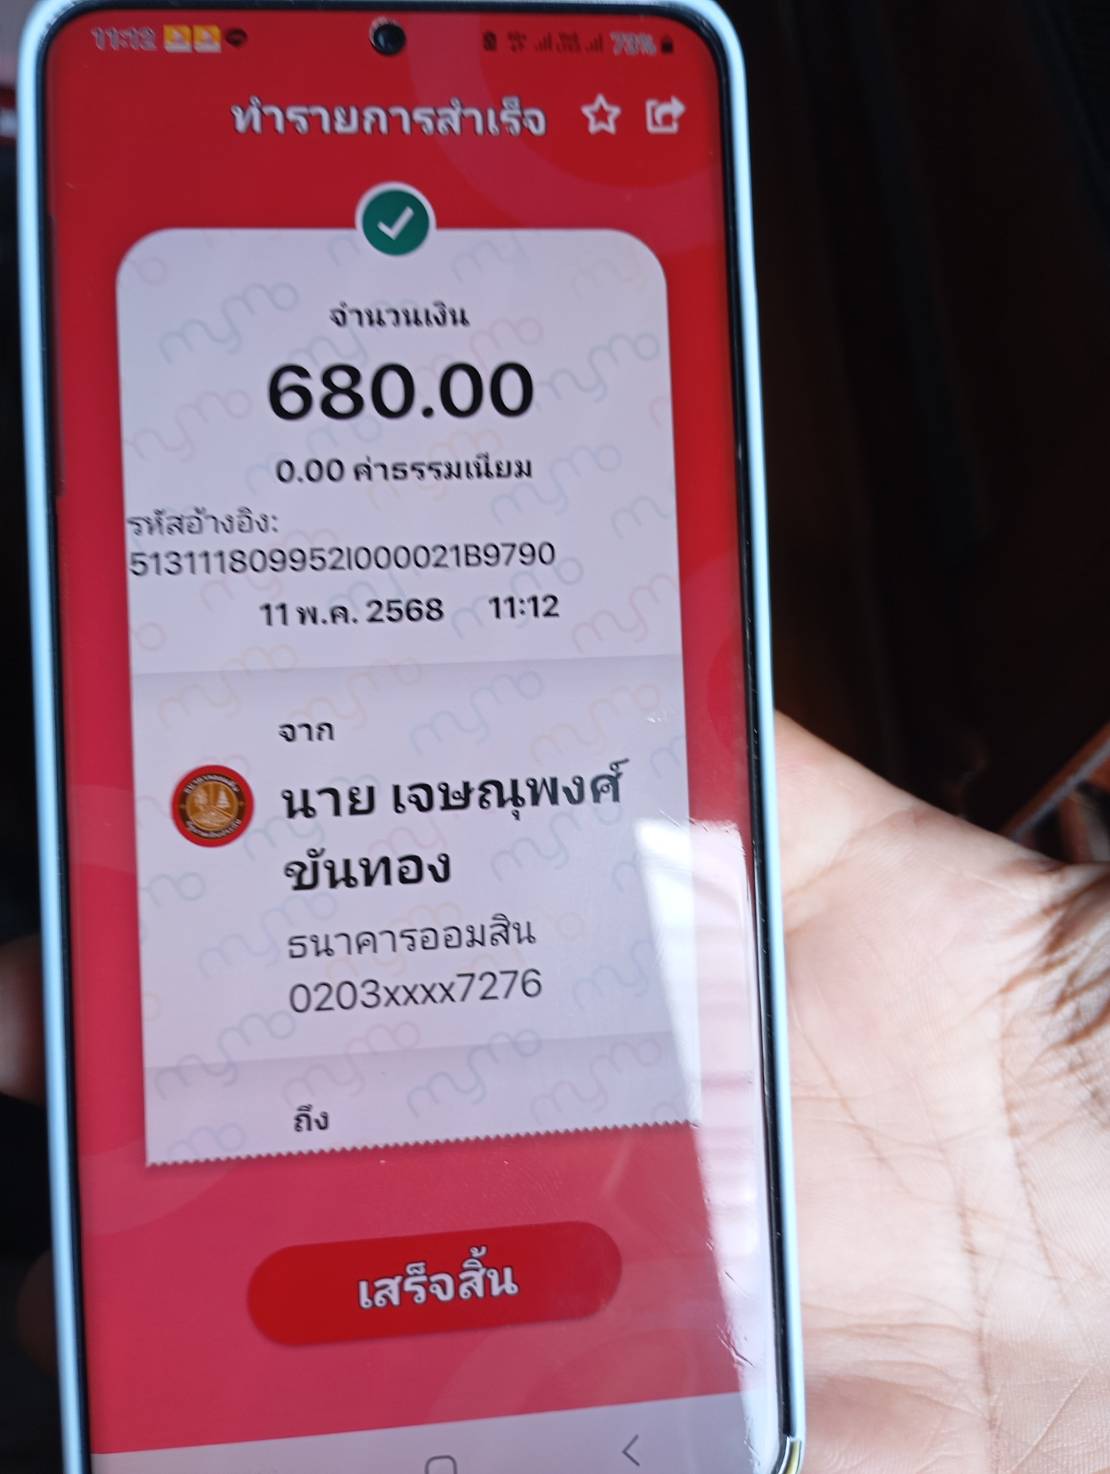 11:12
79%
ทำรายการสำเร็จ
จำนวนเงิน
680.00
0.00 ค่าธรรมเนียม
รหัสอ้างอิง:
513111809952I000021B9790
11 พ.ค. 2568 11:12
จาก
นาย เจษณุพงศ์
ขันทอง
ธนาคารออมสิน
0203xxxx7276
ถึง
เสร็จสิ้น